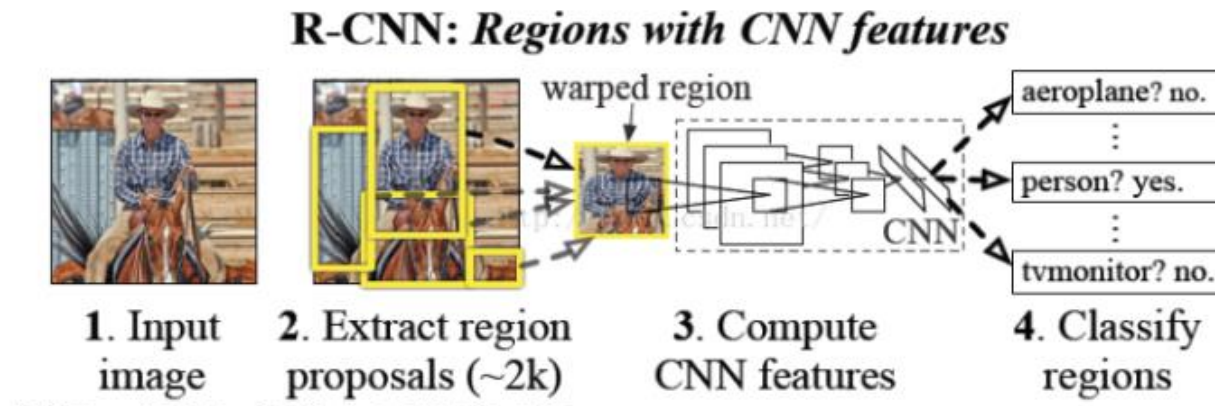 R-CNN: Regions with CNN features
warped region
aeroplane? no.
person? yes.
tvmonitor? no.
CNN
1. Input
image
2. Extract region
proposals (~2k)
3. Compute
CNN features
4. Classify
regions